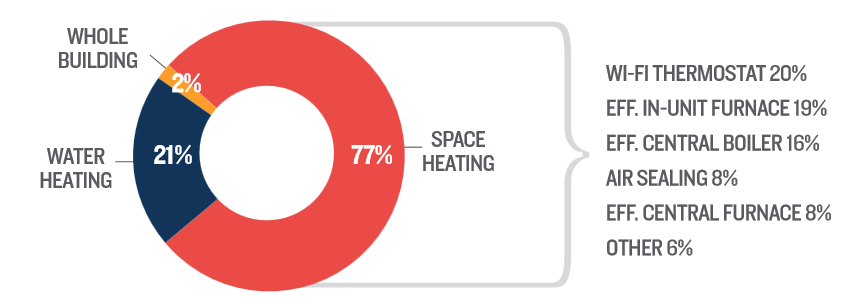 WHOLE
BUILDING
2%
WATER
HEATING
21%
77%
SPACE
HEATING
WI-FI THERMOSTAT 20%
EFF. IN-UNIT FURNACE 19%
EFF. CENTRAL BOILER 16%
AIR SEALING 8%
EFF. CENTRAL FURNACE 8%
OTHER 6%